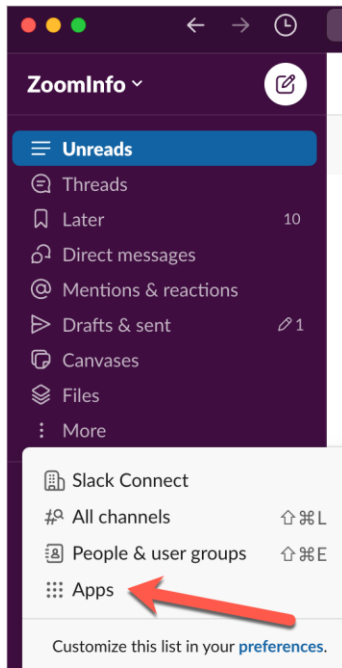 ZoomInfo
Unreads
Threads
Later 10
Direct messages
Mentions & reactions
Drafts & sent 1
Canvases
Files
More
Slack Connect
All channels ⇧⌘L
People & user groups ⇧⌘E
Apps
Customize this list in your preferences.